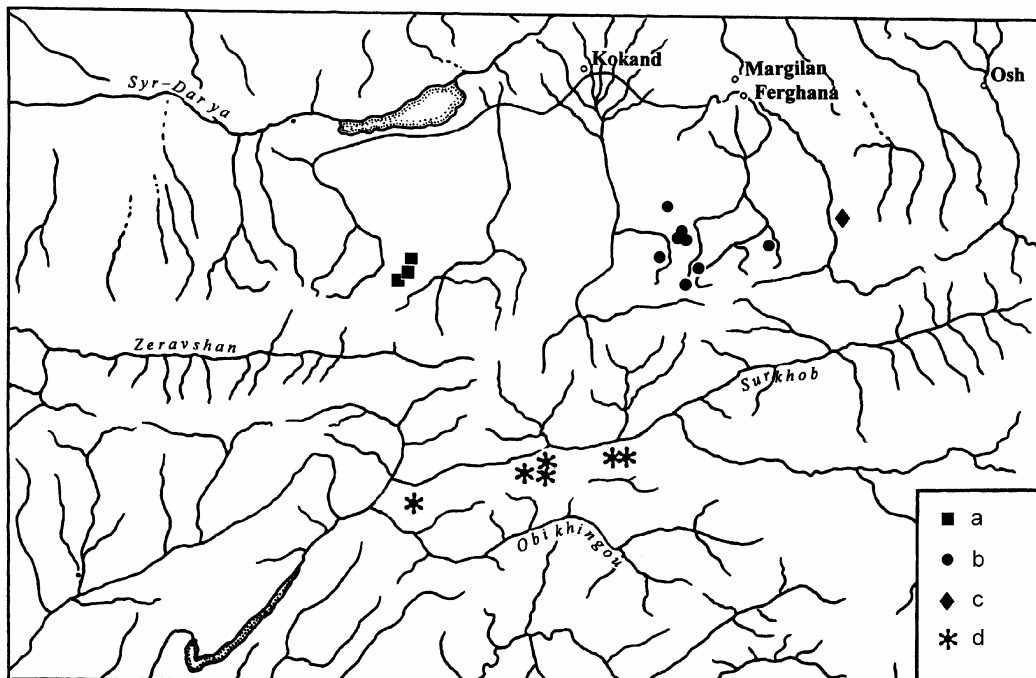 Kokand
Margilan
Ferghana
Osh
Syr-Darya
Zeravshan
Surkhob
Obikhingou
a
b
c
d